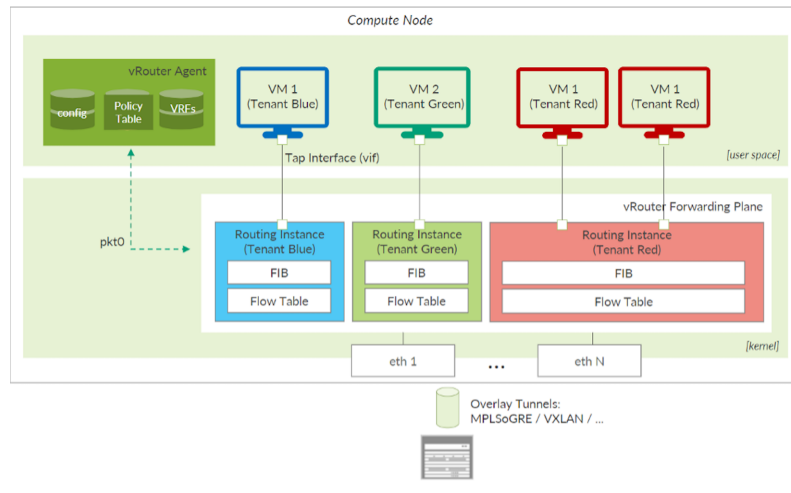 Compute Node
vRouter Agent
config
Policy
Table
VRFs
VM 1
(Tenant Blue)
VM 2
(Tenant Green)
VM 1
(Tenant Red)
VM 1
(Tenant Red)
Tap Interface (vif)
[user space]
pkt0
vRouter Forwarding Plane
Routing Instance
(Tenant Blue)
FIB
Flow Table
Routing Instance
(Tenant Green)
FIB
Flow Table
Routing Instance
(Tenant Red)
FIB
Flow Table
[kernel]
eth 1
...
eth N
Overlay Tunnels:
MPLSoGRE / VXLAN / ...